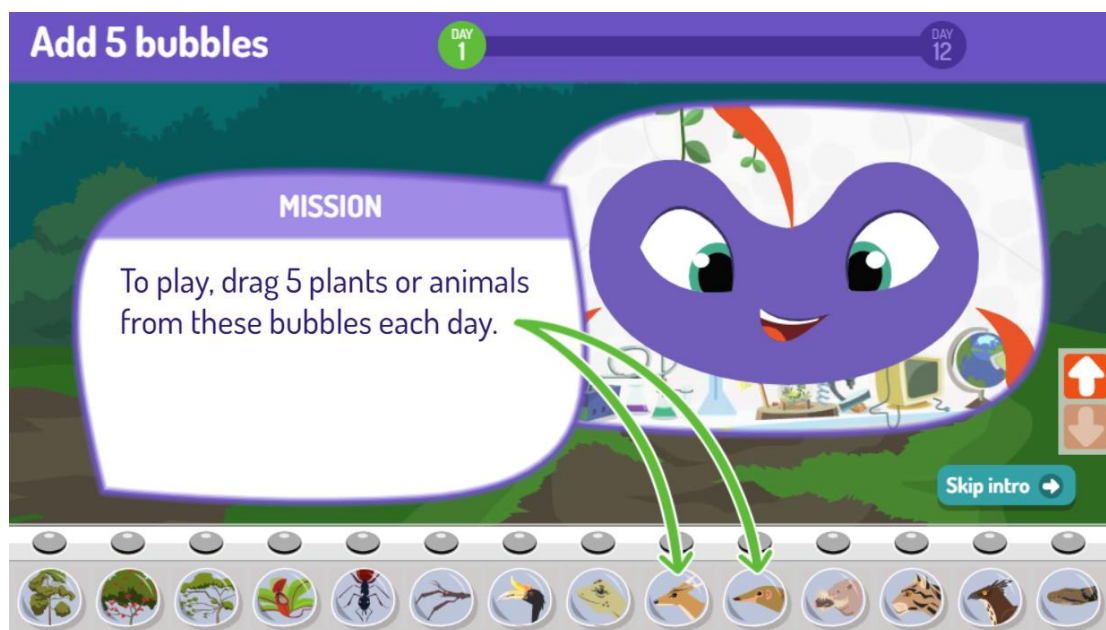 Add 5 bubbles
DAY
1
DAY
12
MISSION
To play, drag 5 plants or animals
from these bubbles each day.
Skip intro